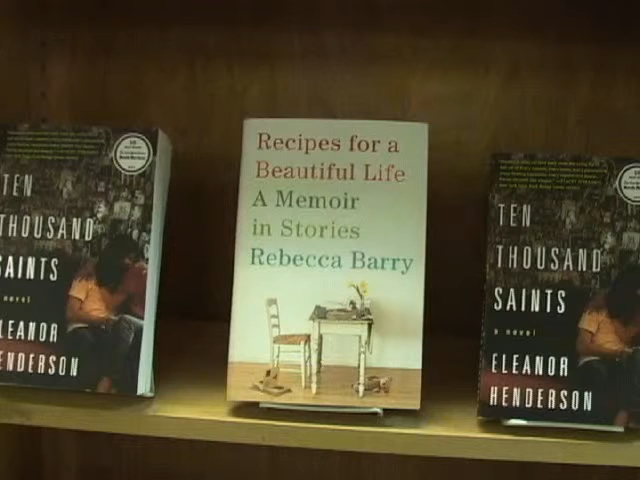 TEN
THOUSAND
SAINTS
a novel
ELEANOR
HENDERSON
Recipes for a
Beautiful Life
A Memoir
in Stories
Rebecca Barry
TEN
THOUSAND
SAINTS
a novel
ELEANOR
HENDERSON